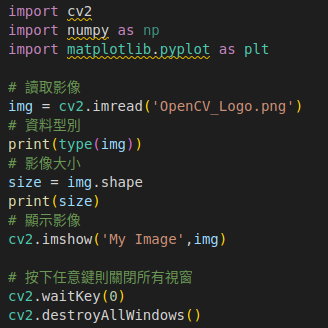 import cv2
import numpy as np
import matplotlib.pyplot as plt
# 讀取影像
img = cv2.imread('OpenCV_Logo.png')
# 資料型別
print(type(img))
# 影像大小
size = img.shape
print(size)
# 顯示影像
cv2.imshow('My Image',img)
# 按下任意鍵則關閉所有視窗
cv2.waitKey(0)
cv2.destroyAllWindows()